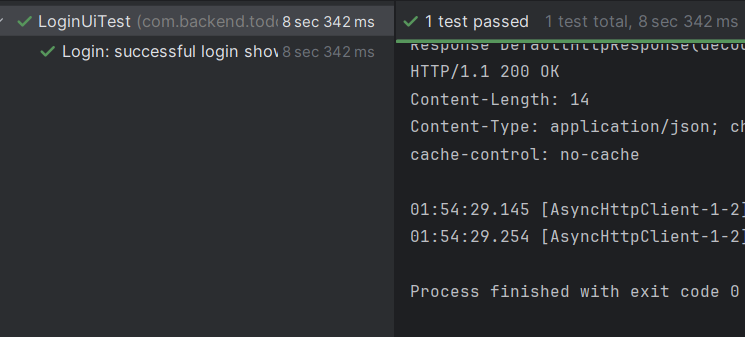 LoginUiTest (com.backend.todo 8 sec 342 ms
Login: successful login show 8 sec 342 ms
1 test passed 1 test total, 8 sec 342 ms
Response DefaultHttpResponse(decod
HTTP/1.1 200 OK
Content-Length: 14
Content-Type: application/json; ch
cache-control: no-cache
01:54:29.145 [AsyncHttpClient-1-2]
01:54:29.254 [AsyncHttpClient-1-2]
Process finished with exit code 0